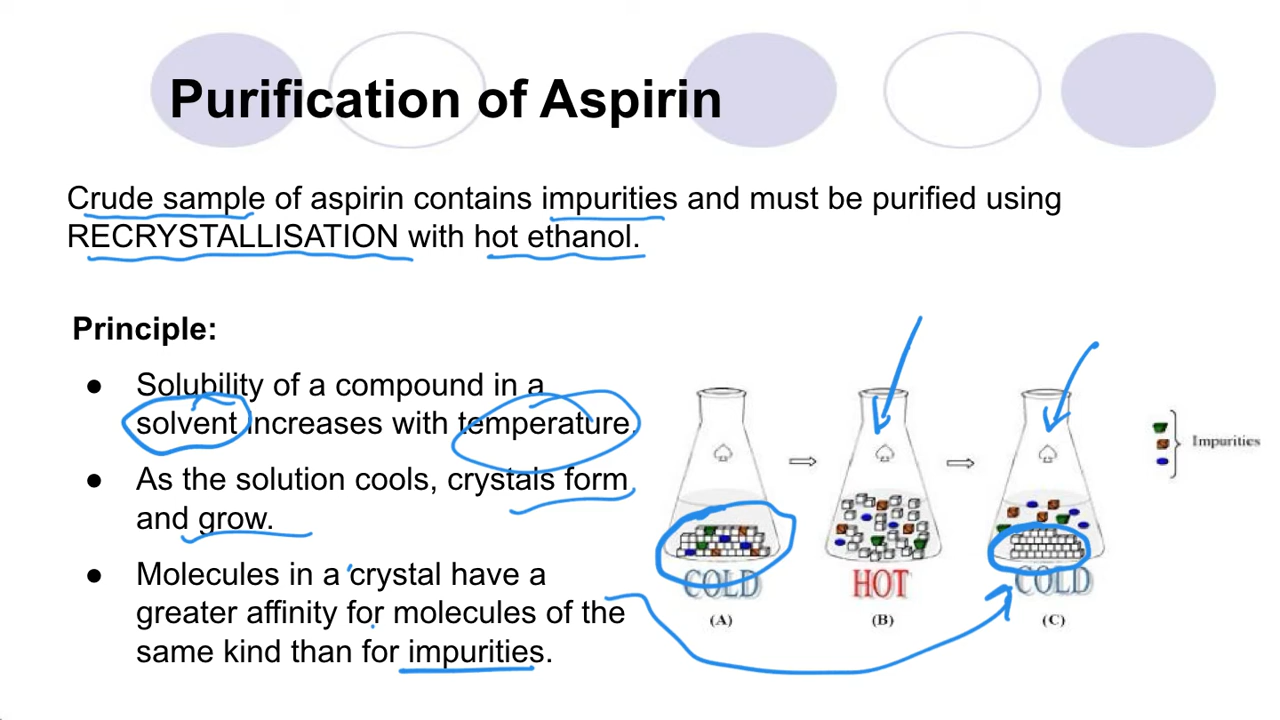 Purification of Aspirin
Crude sample of aspirin contains impurities and must be purified using
RECRYSTALLISATION with hot ethanol.
Principle:
● Solubility of a compound in a
solvent increases with temperature.
● As the solution cools, crystals form
and grow.
● Molecules in a crystal have a
greater affinity for molecules of the
same kind than for impurities.
Impurities
COLD HOT COLD
(A) (B) (C)